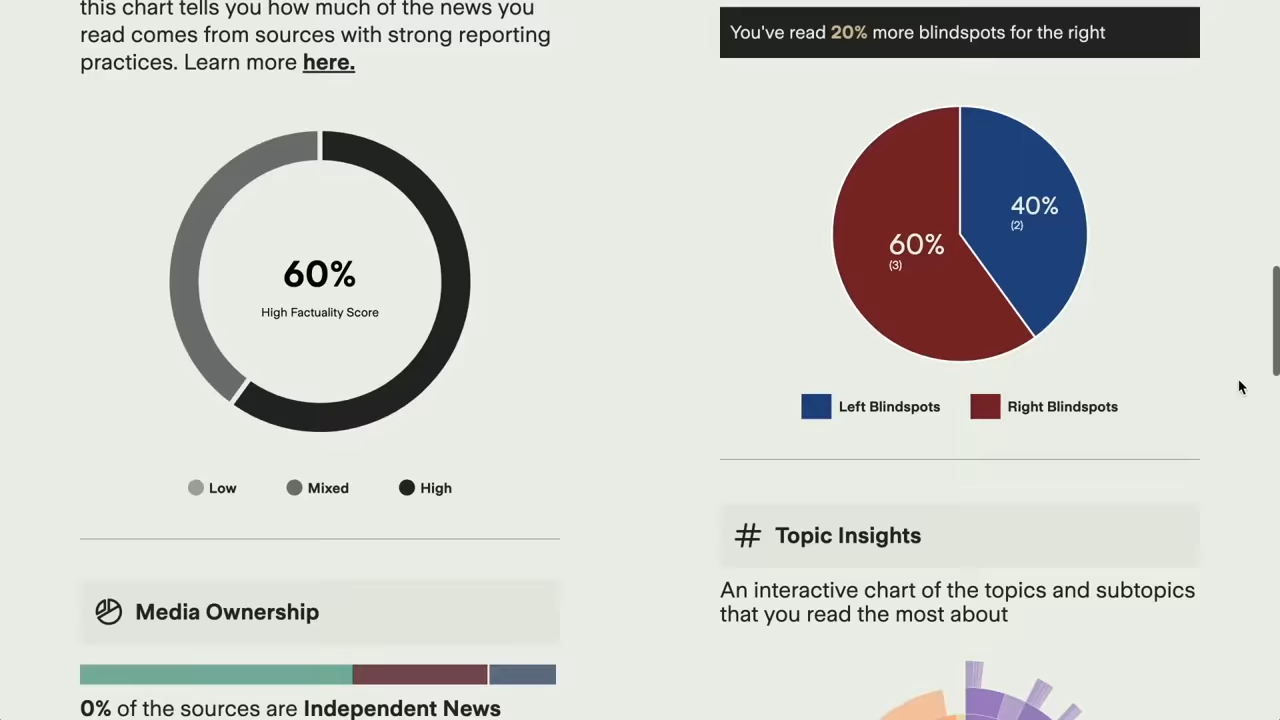 this chart tells you how much of the news you
read comes from sources with strong reporting
practices. Learn more here.
60%
High Factuality Score
Low
Mixed
High
Media Ownership
0% of the sources are Independent News
You've read 20% more blindspots for the right
40%
(2)
60%
(3)
Left Blindspots
Right Blindspots
Topic Insights
An interactive chart of the topics and subtopics
that you read the most about